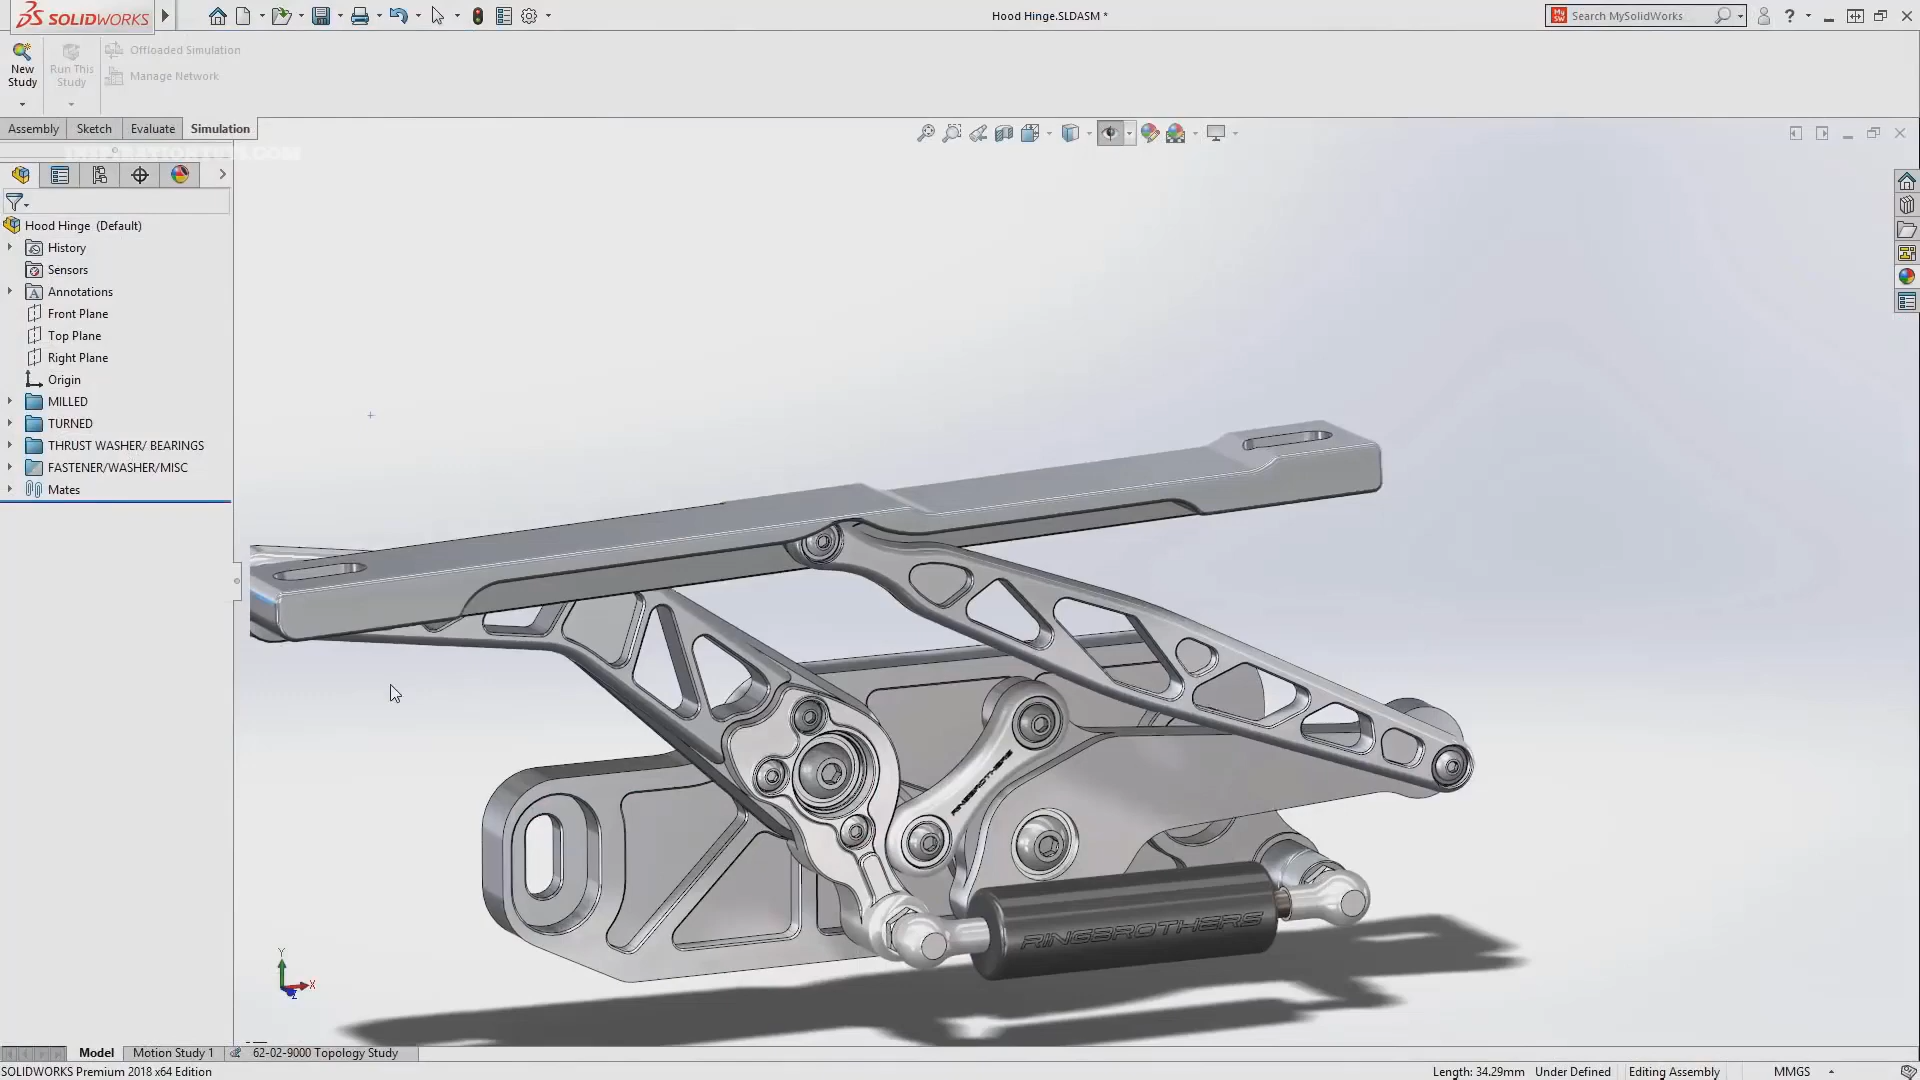 SOLIDWORKS
Hood Hinge.SLDASM *
Search MySolidWorks
New Study
Run This Study
Offloaded Simulation
Manage Network
Assembly
Sketch
Evaluate
Simulation
Hood Hinge (Default)
History
Sensors
Annotations
Front Plane
Top Plane
Right Plane
Origin
MILLED
TURNED
THRUST WASHER/ BEARINGS
FASTENER/WASHER/MISC
Mates
RINGBROTHERS
RINGBROTHERS
Y
X
Z
Model
Motion Study 1
62-02-9000 Topology Study
SOLIDWORKS Premium 2018 x64 Edition
Length: 34.29mm
Under Defined
Editing Assembly
MMGS